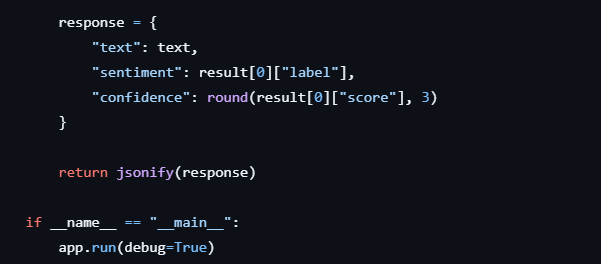 response = {
"text": text,
"sentiment": result[0]["label"],
"confidence": round(result[0]["score"], 3)
}
return jsonify(response)
if __name__ == "__main__":
app.run(debug=True)